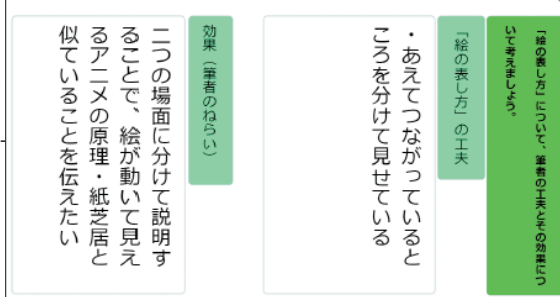 「絵の表し方」について、筆者の工夫とその効果につ
いて考えましょう。
「絵の表し方」の工夫
・あえてつながっていると
ころを分けて見せている
効果（筆者のねらい）
二つの場面に分けて説明す
ることで、絵が動いて見え
るアニメの原理・紙芝居と
似ていることを伝えたい